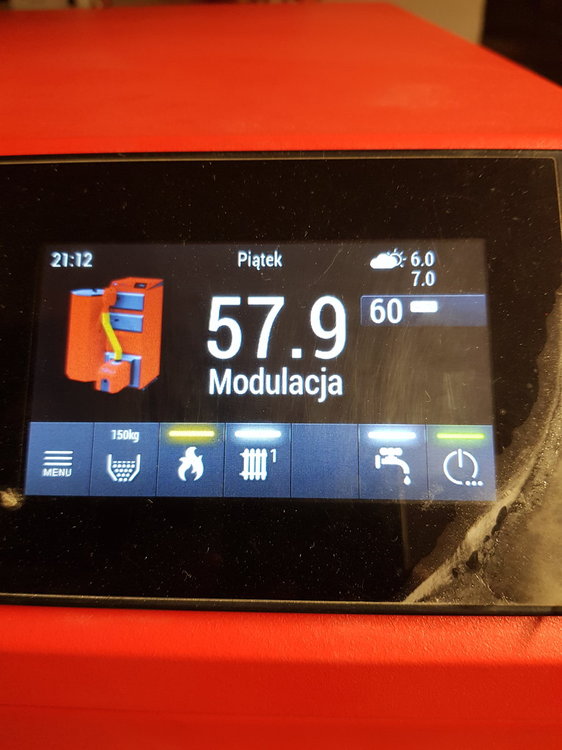 21:12 Piątek 6.0
7.0
57.9 60
Modulacja
MENU 150kg 1